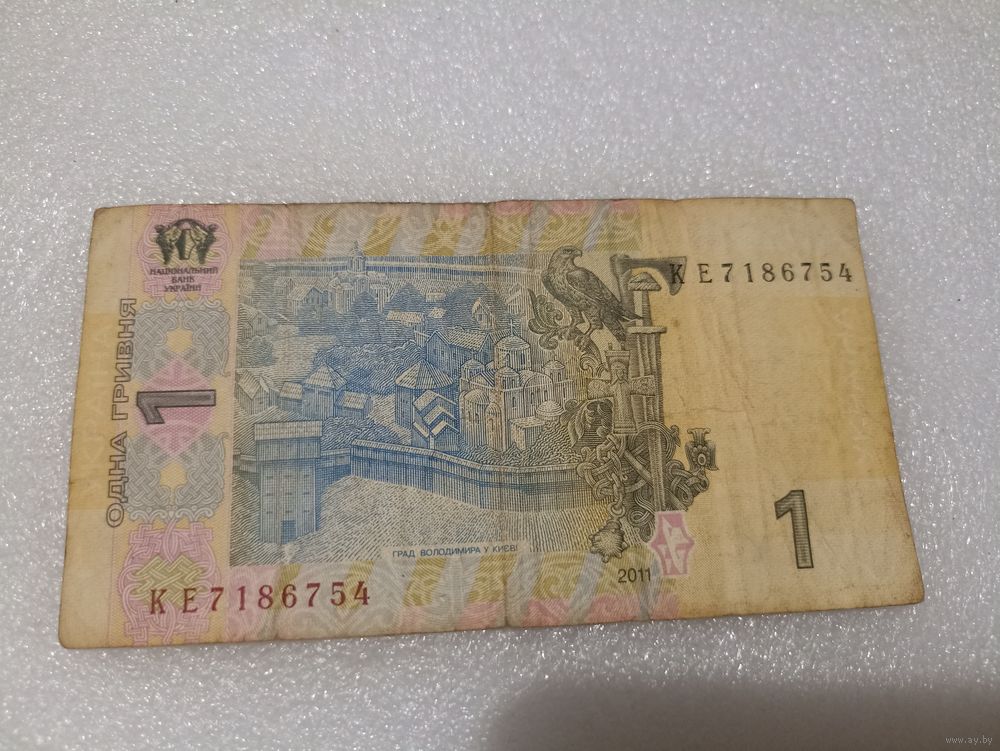 НАЦІОНАЛЬНИЙ
БАНК
УКРАЇНИ
КЕ7186754
ОДНА ГРИВНЯ
1
ГРАД ВОЛОДИМИРА У КИЄВІ
2011
1
КЕ7186754
www.ay.by